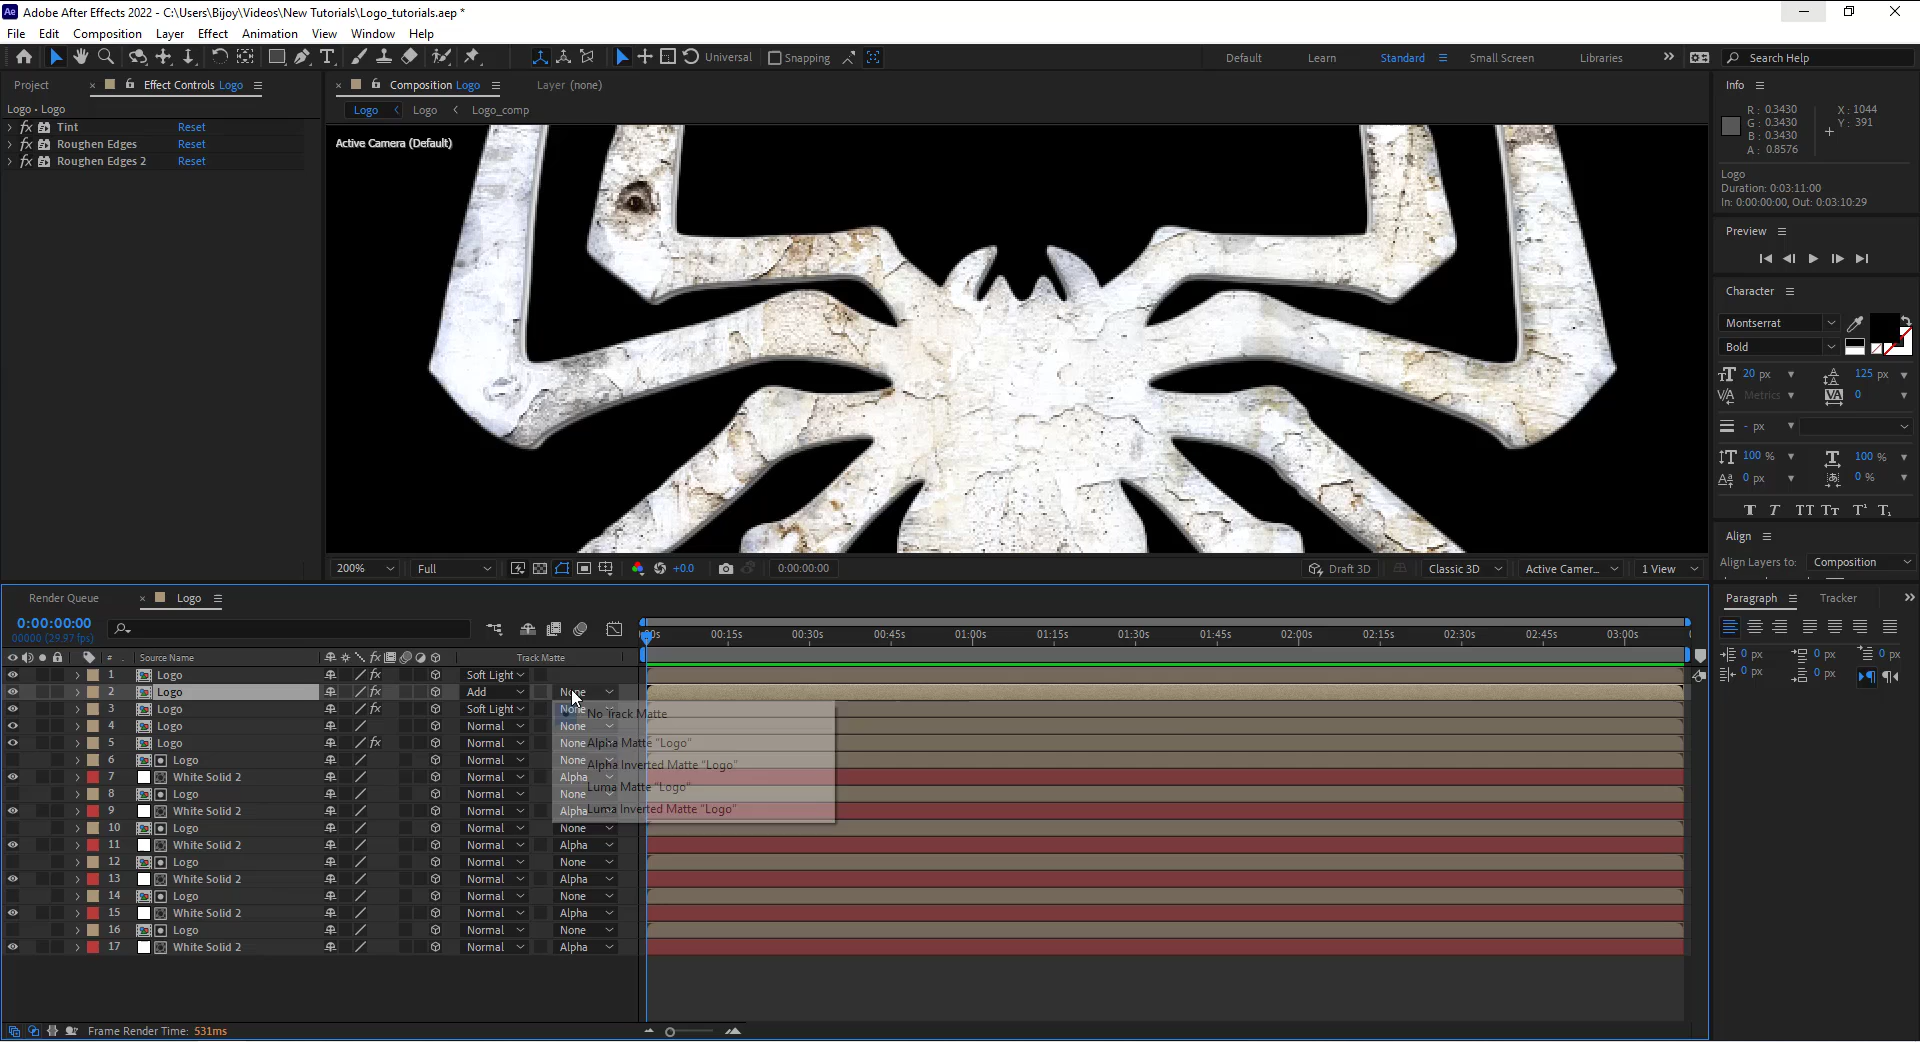 Adobe After Effects 2022 - C:\Users\Bijoy\Videos\New Tutorials\Logo_tutorials.aep *
File Edit Composition Layer Effect Animation View Window Help
Universal Snapping Default Learn Standard Small Screen Libraries Search Help
Project Effect Controls Logo Composition Logo Layer (none)
Logo • Logo
Logo Logo Logo_comp
fx Tint Reset
fx Roughen Edges Reset
fx Roughen Edges 2 Reset
Active Camera (Default)
Info
R : 0.3430 X : 1044
G : 0.3430 Y : 391
B : 0.3430
A : 0.8576
Logo
Duration: 0:03:11:00
In: 0:00:00:00, Out: 0:03:10:29
Preview
Character
Montserrat
Bold
20 px 125 px
Metrics 0
- px
100 % 100 %
0 px 0 %
Align
Align Layers to: Composition
200% Full +0.0 0:00:00:00 Draft 3D Classic 3D Active Camer... 1 View
Render Queue Logo
0:00:00:00
00000 (29.97 fps)
00:15s 00:30s 00:45s 01:00s 01:15s 01:30s 01:45s 02:00s 02:15s 02:30s 02:45s 03:00s
# Source Name Track Matte
1 Logo Soft Light
2 Logo Add None
3 Logo Soft Light None
4 Logo Normal None
5 Logo Normal None
6 Logo Normal None
7 White Solid 2 Normal Alpha
8 Logo Normal None
9 White Solid 2 Normal Alpha
10 Logo Normal None
11 White Solid 2 Normal Alpha
12 Logo Normal None
13 White Solid 2 Normal Alpha
14 Logo Normal None
15 White Solid 2 Normal Alpha
16 Logo Normal None
17 White Solid 2 Normal Alpha
No Track Matte
Alpha Matte "Logo"
Alpha Inverted Matte "Logo"
Luma Matte "Logo"
Luma Inverted Matte "Logo"
Paragraph Tracker
0 px 0 px 0 px
0 px 0 px
Frame Render Time: 531ms